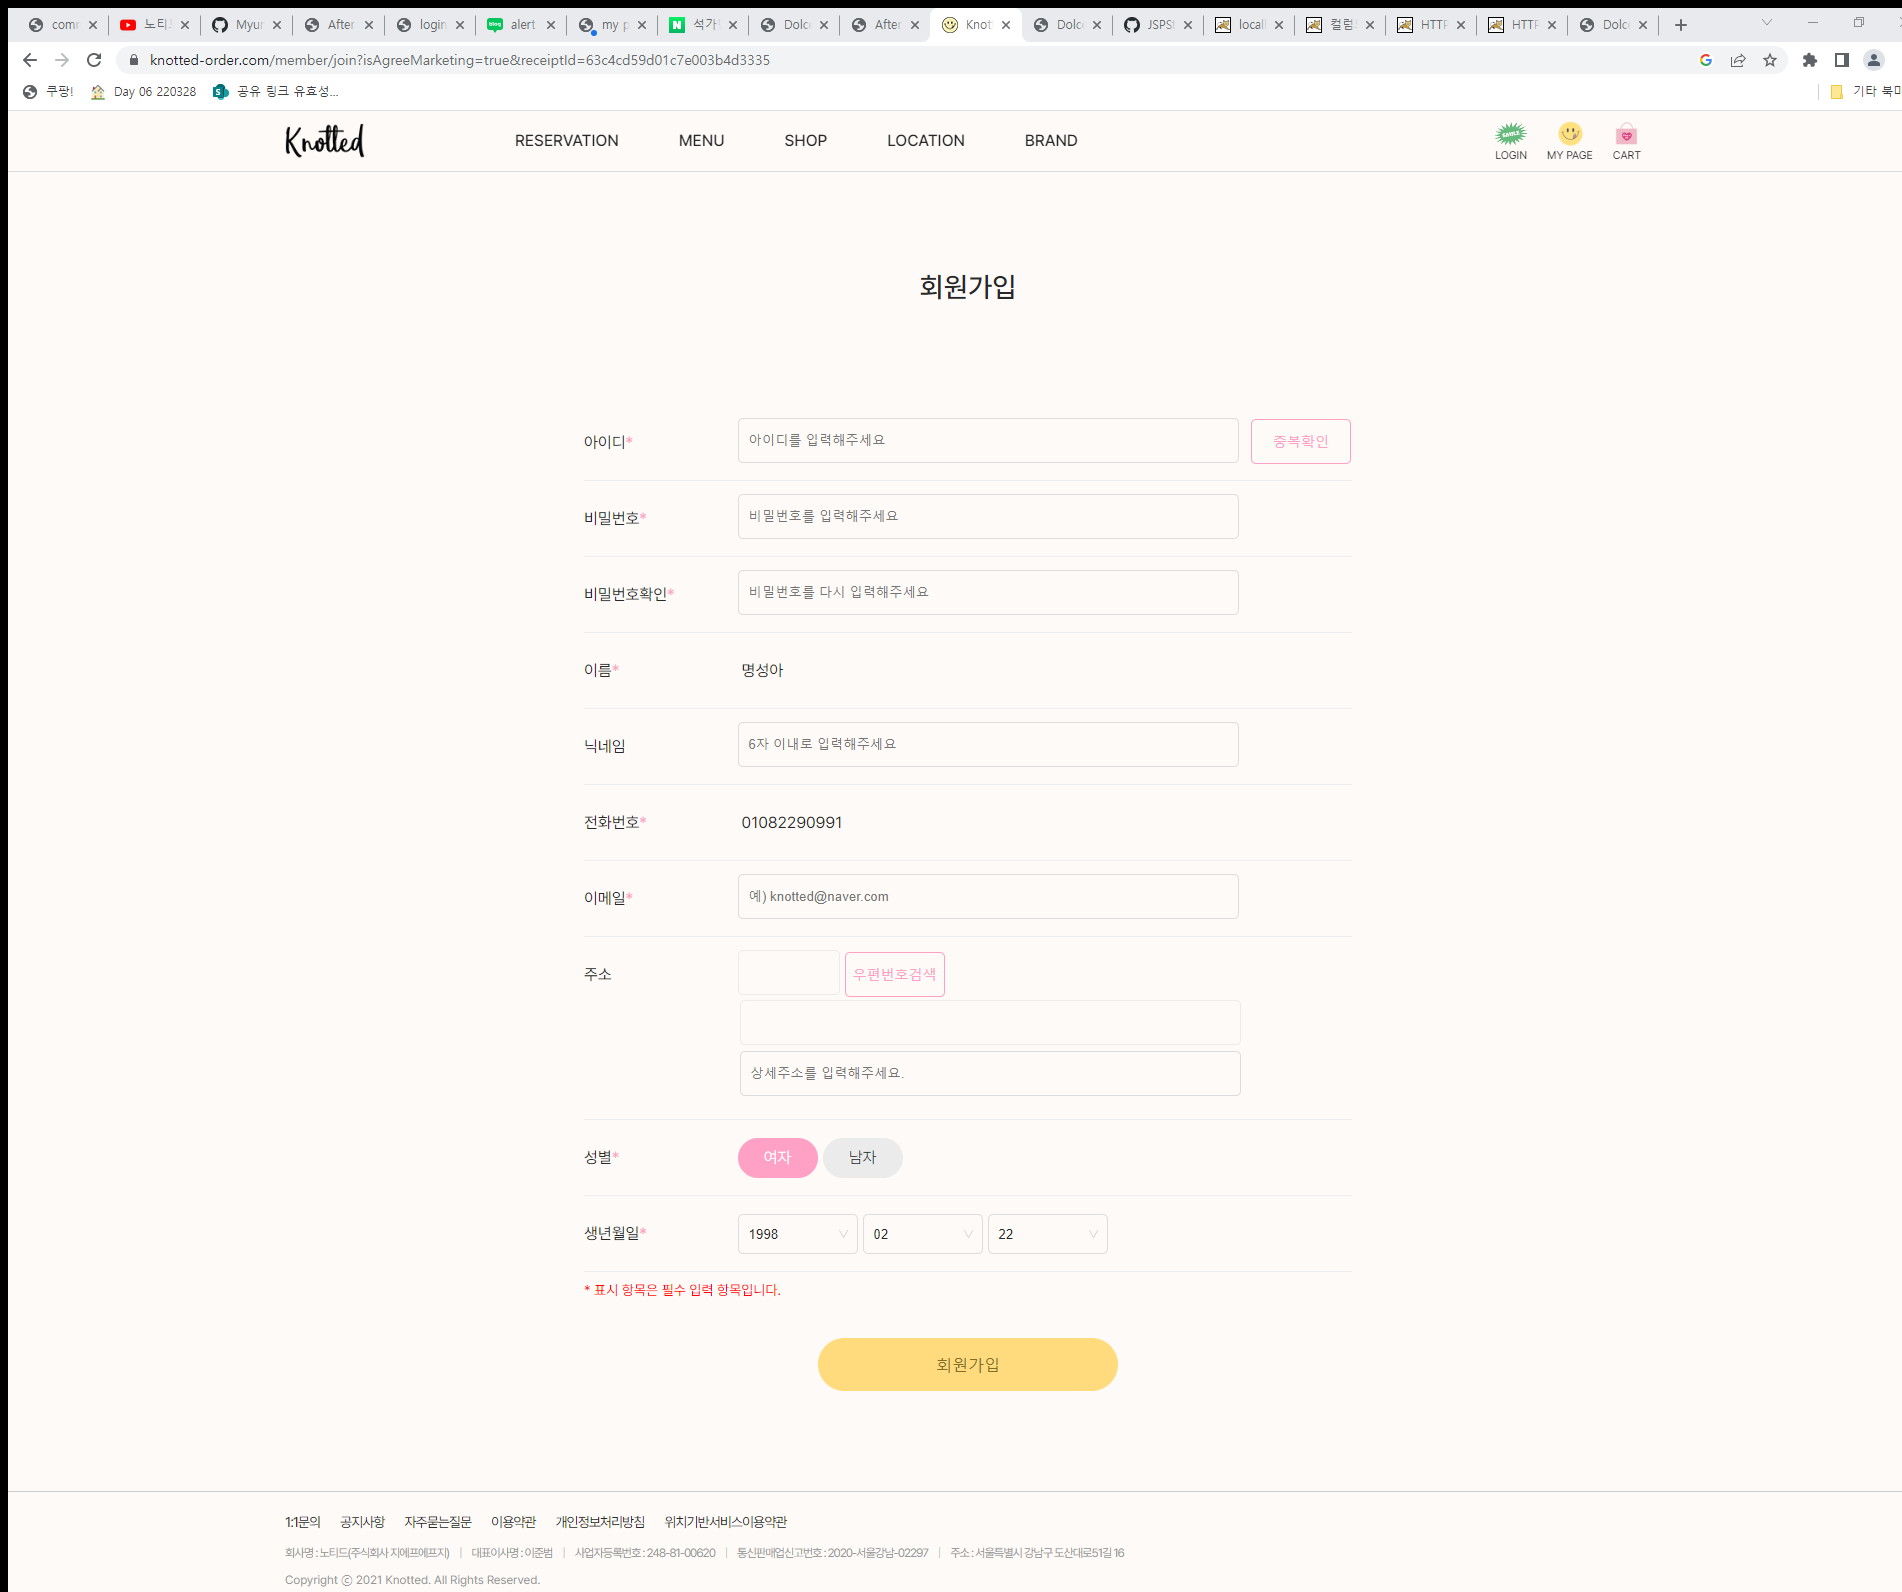 com
노티
Myu
After
login
alert
my p
석가
Dolc
After
Knot
Dolc
JSPS
local
컬럼
HTTP
HTTP
Dolc
knotted-order.com/member/join?isAgreeMarketing=true&receiptId=63c4cd59d01c7e003b4d3335
쿠팡! Day 06 220328 공유 링크 유효성... 기타 북마
Knotted RESERVATION MENU SHOP LOCATION BRAND LOGIN MY PAGE CART
회원가입
아이디* 아이디를 입력해주세요 중복확인
비밀번호* 비밀번호를 입력해주세요
비밀번호확인* 비밀번호를 다시 입력해주세요
이름* 명성아
닉네임 6자 이내로 입력해주세요
전화번호* 01082290991
이메일* 예) knotted@naver.com
주소 우편번호검색
상세주소를 입력해주세요.
성별* 여자 남자
생년월일* 1998 02 22
* 표시 항목은 필수 입력 항목입니다.
회원가입
1:1문의 공지사항 자주묻는질문 이용약관 개인정보처리방침 위치기반서비스이용약관
회사명 : 노티드(주식회사 지에프에프지) | 대표이사명 : 이준범 | 사업자등록번호 : 248-81-00620 | 통신판매업신고번호 : 2020-서울강남-02297 | 주소 : 서울특별시 강남구 도산대로51길 16
Copyright ⓒ 2021 Knotted. All Rights Reserved.